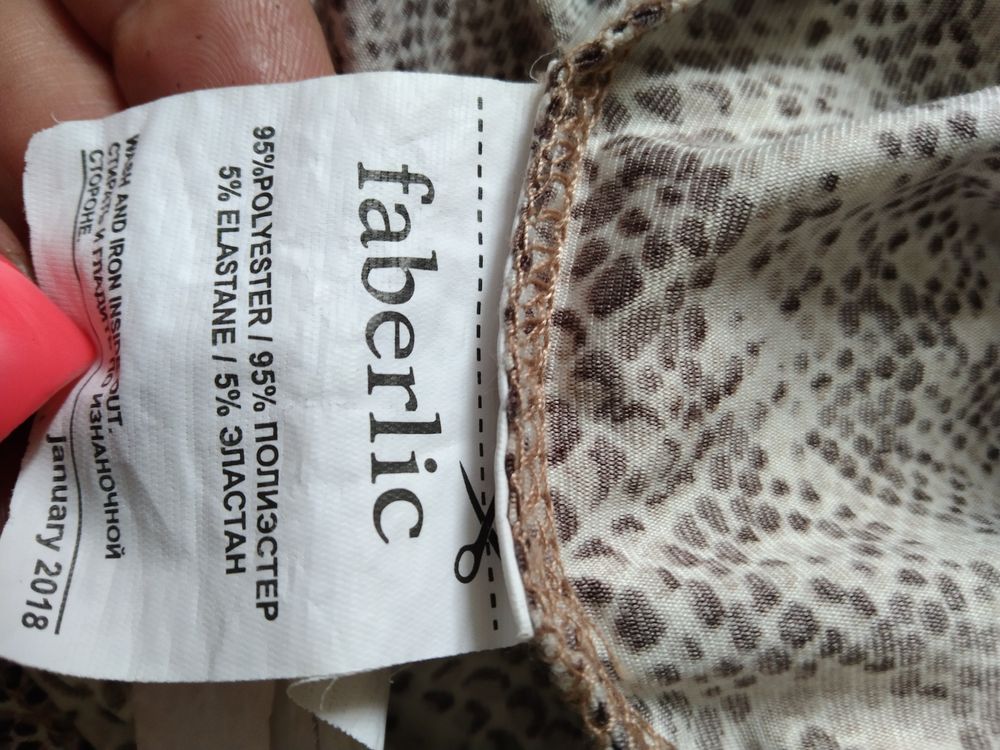 faberlic
95%POLYESTER / 95% ПОЛИЭСТЕР
5% ELASTANE / 5% ЭЛАСТАН
WASH AND IRON INSIDE OUT.
СТИРАТЬ И ГЛАДИТЬ ПО ИЗНАНОЧНОЙ
СТОРОНЕ.
January 2018